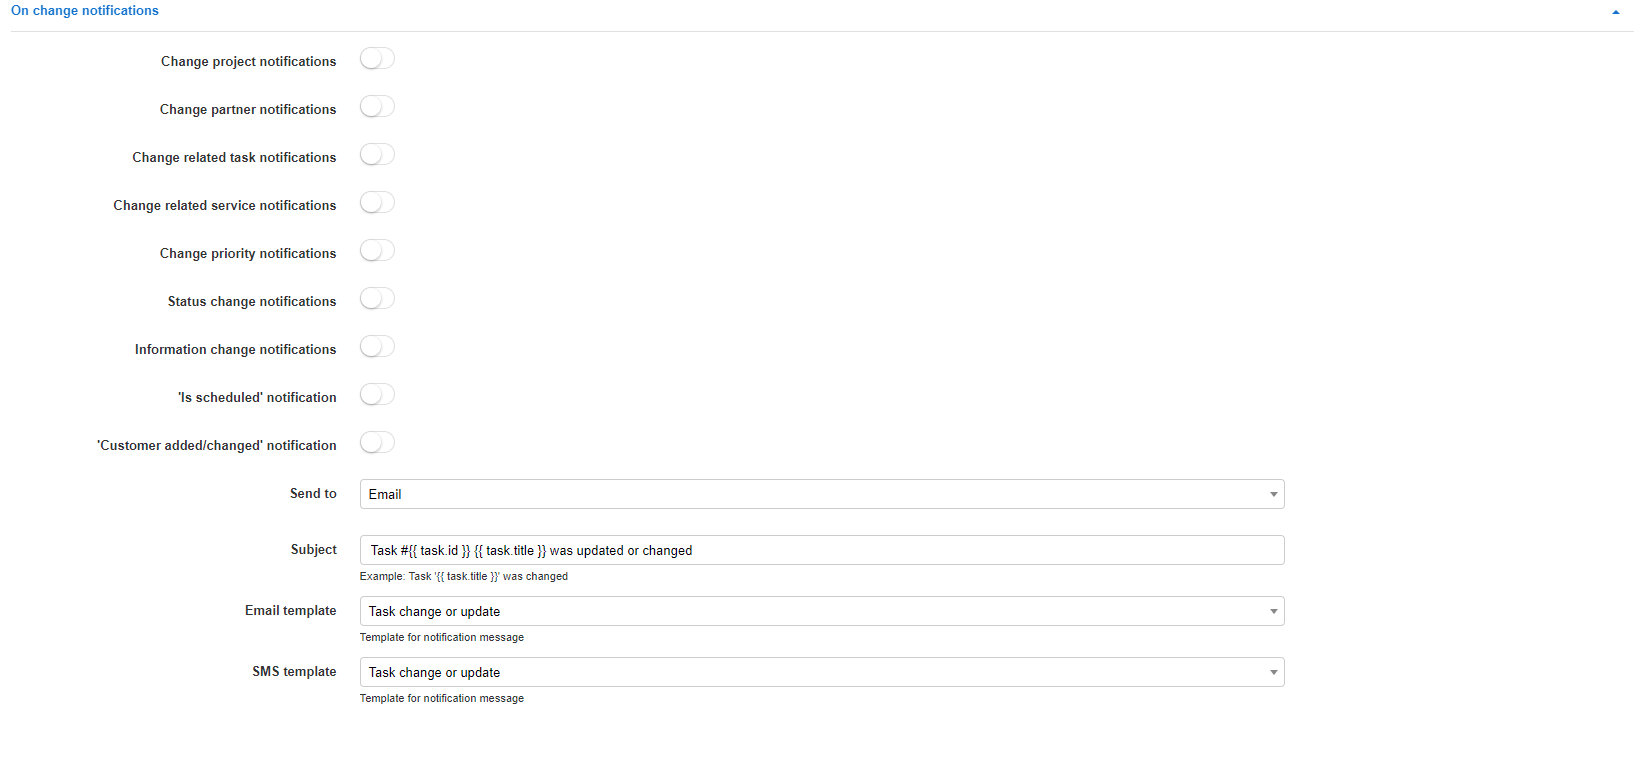 On change notifications
Change project notifications
Change partner notifications
Change related task notifications
Change related service notifications
Change priority notifications
Status change notifications
Information change notifications
'Is scheduled' notification
'Customer added/changed' notification
Send to
Email
Subject
Task #{{ task.id }} {{ task.title }} was updated or changed
Example: Task '{{ task.title }}' was changed
Email template
Task change or update
Template for notification message
SMS template
Task change or update
Template for notification message